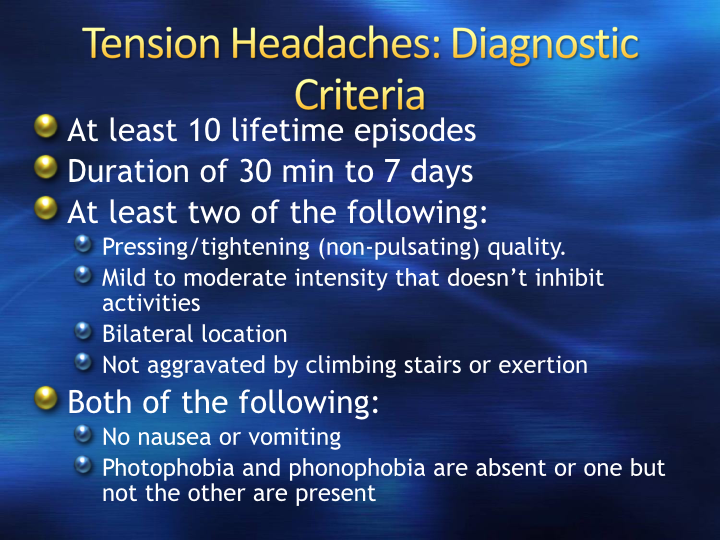 Tension Headaches: Diagnostic
Criteria
At least 10 lifetime episodes
Duration of 30 min to 7 days
At least two of the following:
Pressing/tightening (non-pulsating) quality.
Mild to moderate intensity that doesn’t inhibit
activities
Bilateral location
Not aggravated by climbing stairs or exertion
Both of the following:
No nausea or vomiting
Photophobia and phonophobia are absent or one but
not the other are present